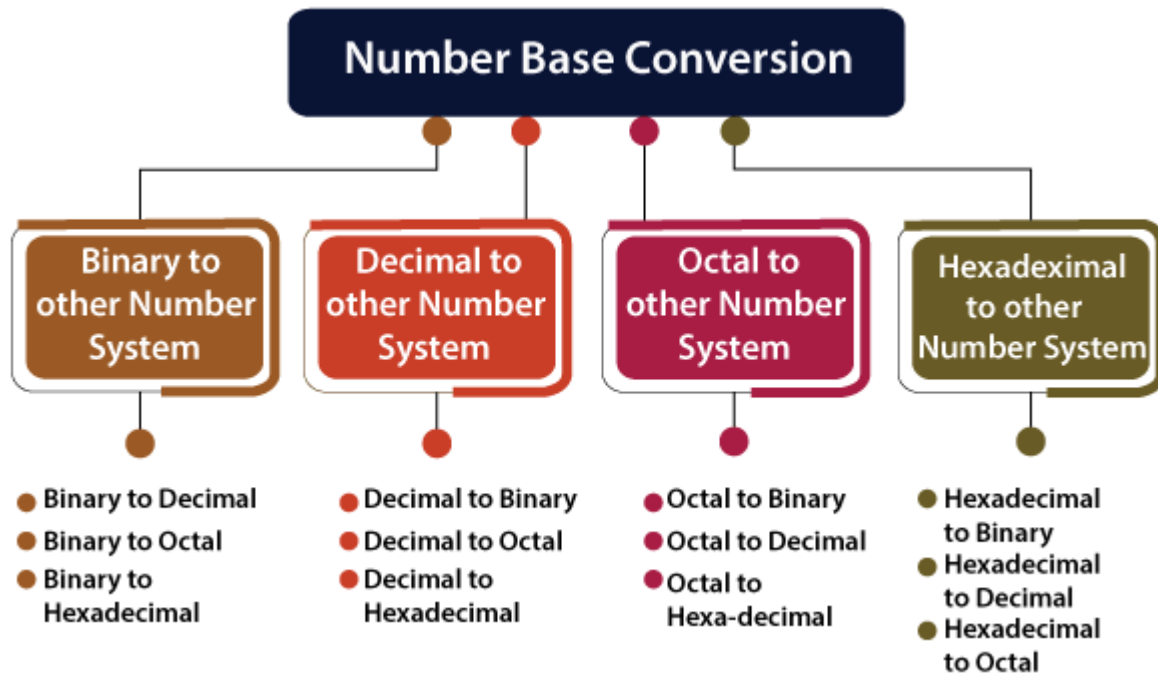 Number Base Conversion
Binary to
other Number
System
Decimal to
other Number
System
Octal to
other Number
System
Hexadeximal
to other
Number System
Binary to Decimal
Binary to Octal
Binary to
Hexadecimal
Decimal to Binary
Decimal to Octal
Decimal to
Hexadecimal
Octal to Binary
Octal to Decimal
Octal to
Hexa-decimal
Hexadecimal
to Binary
Hexadecimal
to Decimal
Hexadecimal
to Octal